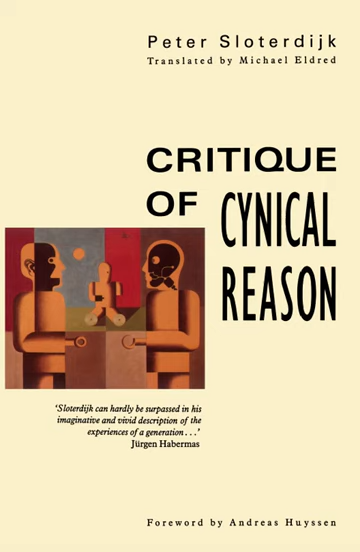 Peter Sloterdijk
Translated by Michael Eldred
CRITIQUE
OF CYNICAL
REASON
'Sloterdijk can hardly be surpassed in his
imaginative and vivid description of the
experiences of a generation . . .'
Jürgen Habermas
Foreword by Andreas Huyssen